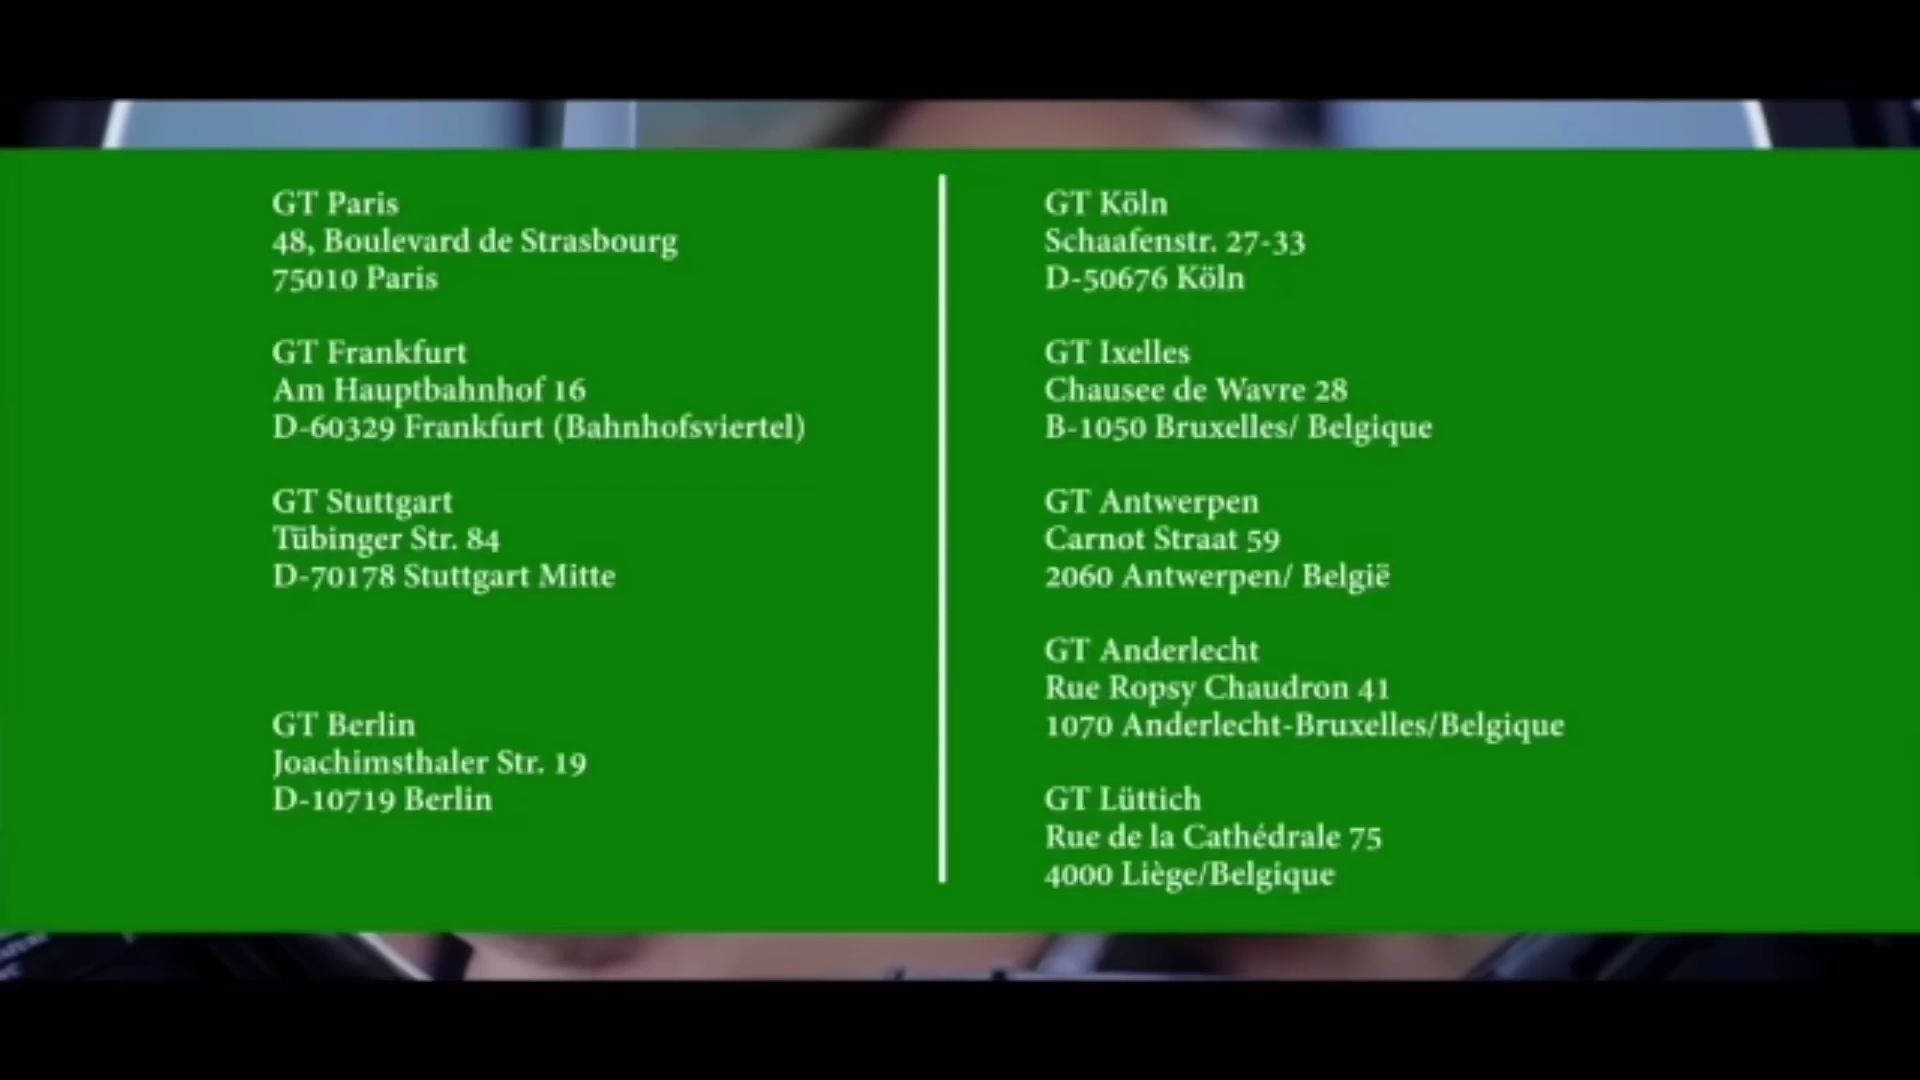 GT Paris
48, Boulevard de Strasbourg
75010 Paris
GT Frankfurt
Am Hauptbahnhof 16
D-60329 Frankfurt (Bahnhofsviertel)
GT Stuttgart
Tübinger Str. 84
D-70178 Stuttgart Mitte
GT Berlin
Joachimsthaler Str. 19
D-10719 Berlin
GT Köln
Schaafenstr. 27-33
D-50676 Köln
GT Ixelles
Chausee de Wavre 28
B-1050 Bruxelles/ Belgique
GT Antwerpen
Carnot Straat 59
2060 Antwerpen/ België
GT Anderlecht
Rue Ropsy Chaudron 41
1070 Anderlecht-Bruxelles/Belgique
GT Lüttich
Rue de la Cathédrale 75
4000 Liège/Belgique